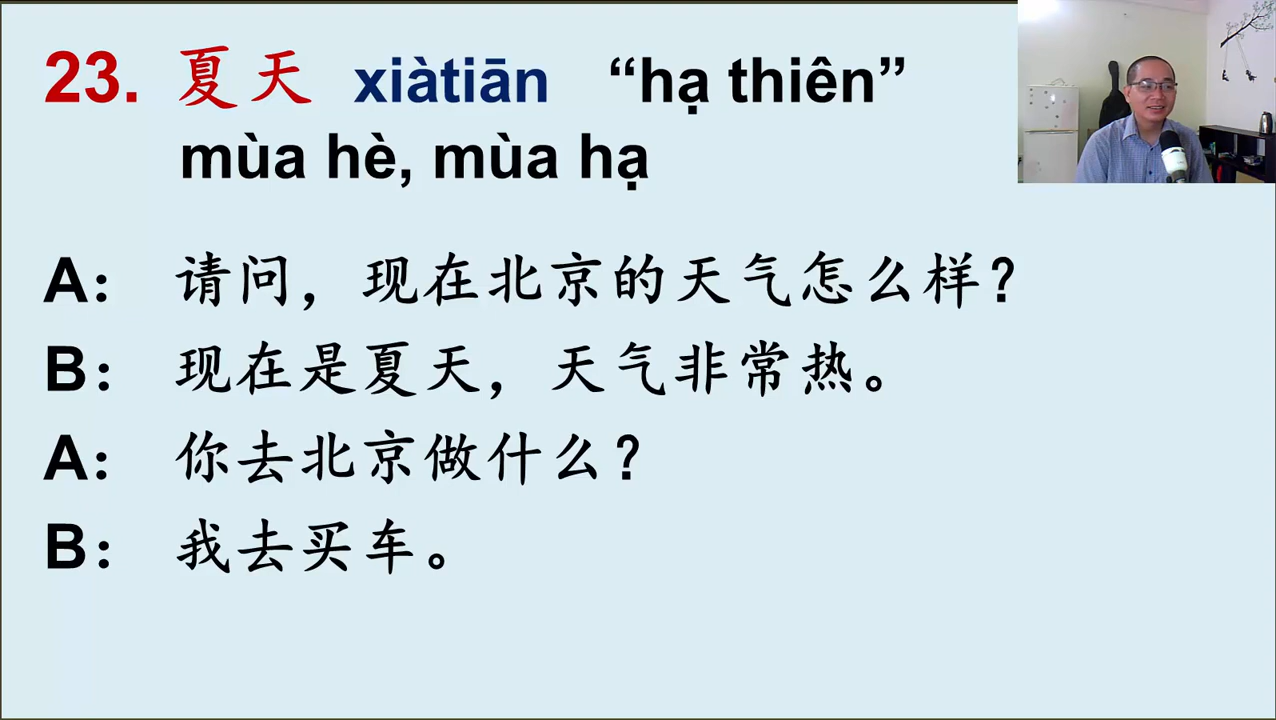 23. 夏天 xiàtiān “hạ thiên”
mùa hè, mùa hạ
A: 请问，现在北京的天气怎么样？
B: 现在是夏天，天气非常热。
A: 你去北京做什么？
B: 我去买车。